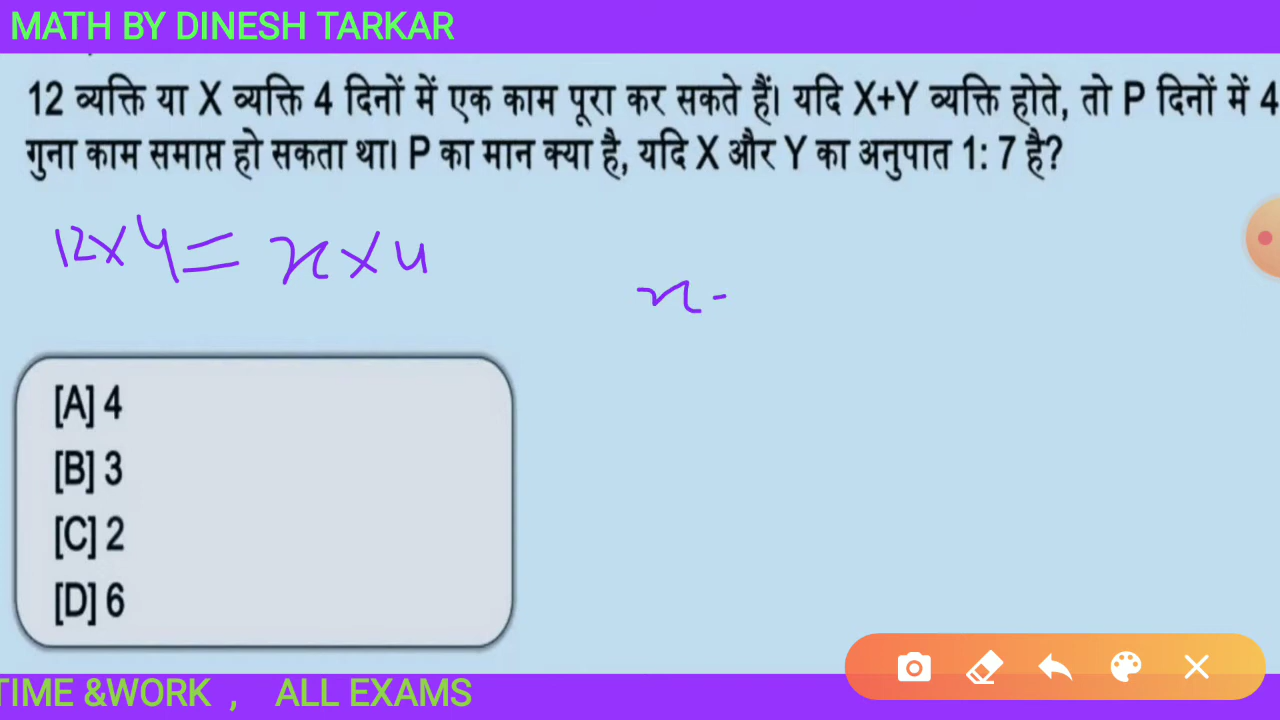 MATH BY DINESH TARKAR
12 व्यक्ति या X व्यक्ति 4 दिनों में एक काम पूरा कर सकते हैं। यदि X+Y व्यक्ति होते, तो P दिनों में 4
गुना काम समाप्त हो सकता था। P का मान क्या है, यदि X और Y का अनुपात 1: 7 है?
12×4 = x×4
x =
[A] 4
[B] 3
[C] 2
[D] 6
TIME &WORK , ALL EXAMS